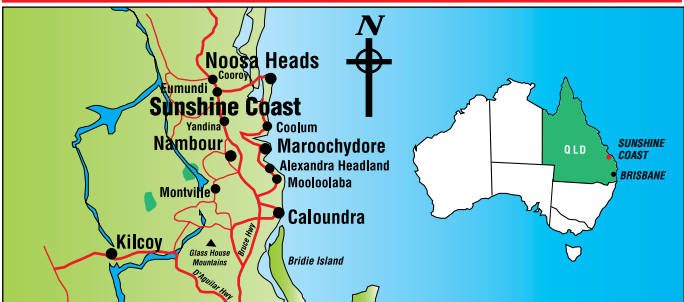 N
Noosa Heads
Cooroy
Eumundi
Sunshine Coast
Yandina
Coolum
Nambour
Maroochydore
Alexandra Headland
Mooloolaba
Montville
Caloundra
Kilcoy
Glass House
Mountains
Bruce Hwy
D'Aguilar Hwy
Bridie Island
QLD
SUNSHINE
COAST
BRISBANE